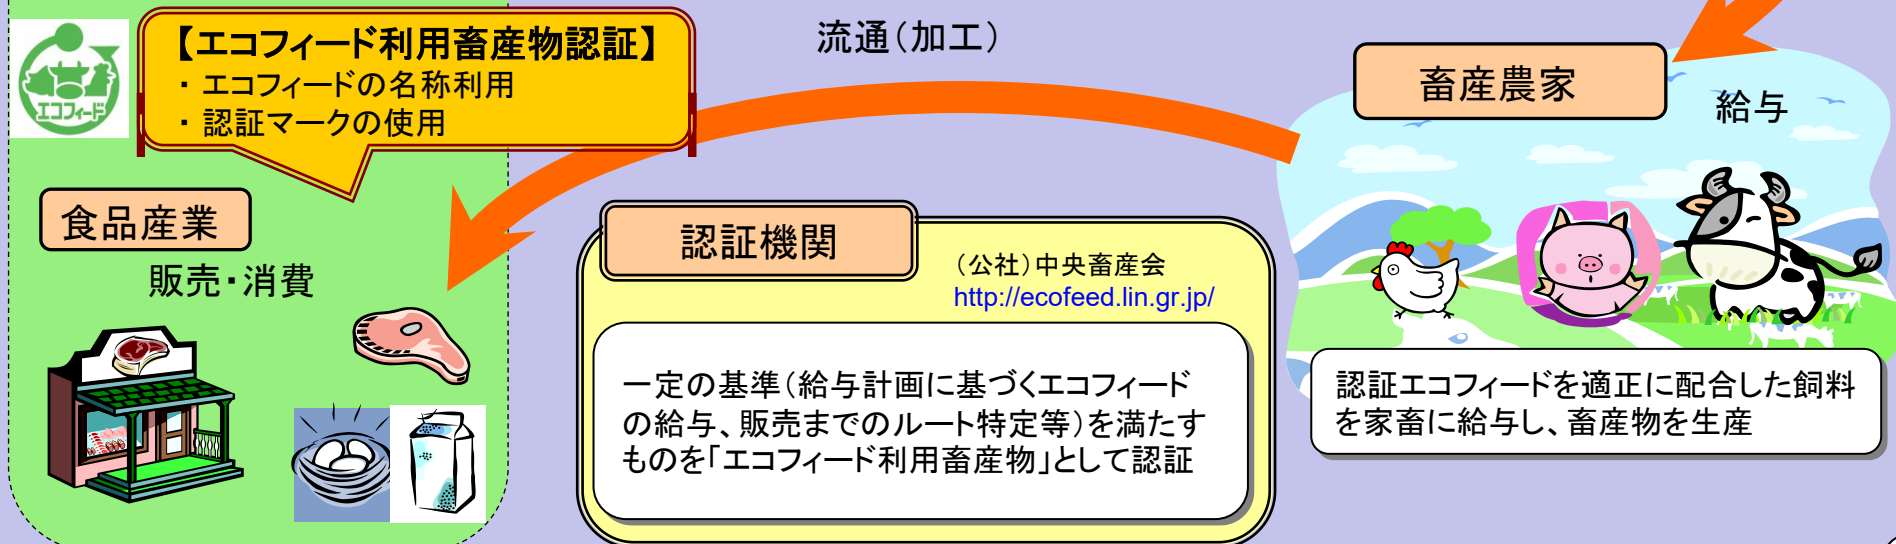 エコフィード
【エコフィード利用畜産物認証】
・ エコフィードの名称利用
・ 認証マークの使用
流通（加工）
畜産農家
給与
食品産業
販売・消費
認証機関
（公社）中央畜産会
http://ecofeed.lin.gr.jp/
一定の基準（給与計画に基づくエコフィード
の給与、販売までのルート特定等）を満たす
ものを「エコフィード利用畜産物」として認証
認証エコフィードを適正に配合した飼料
を家畜に給与し、畜産物を生産